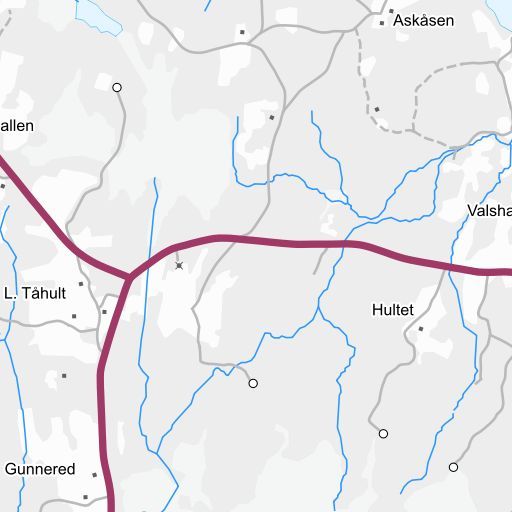 Askåsen
allen
Valsha
L. Tåhult
Hultet
Gunnered